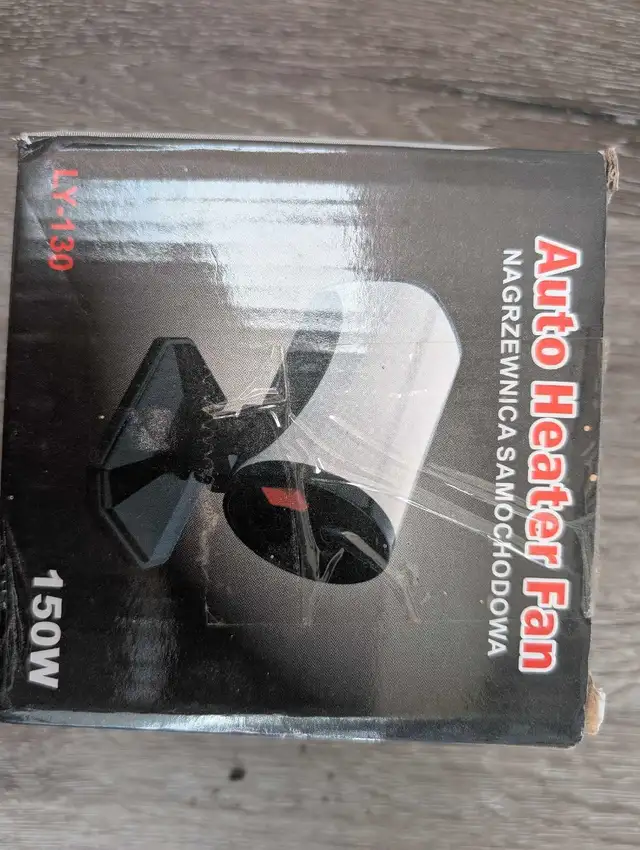 Auto Heater Fan
NAGRZEWNICA SAMOCHODOWA
LY-130
150W